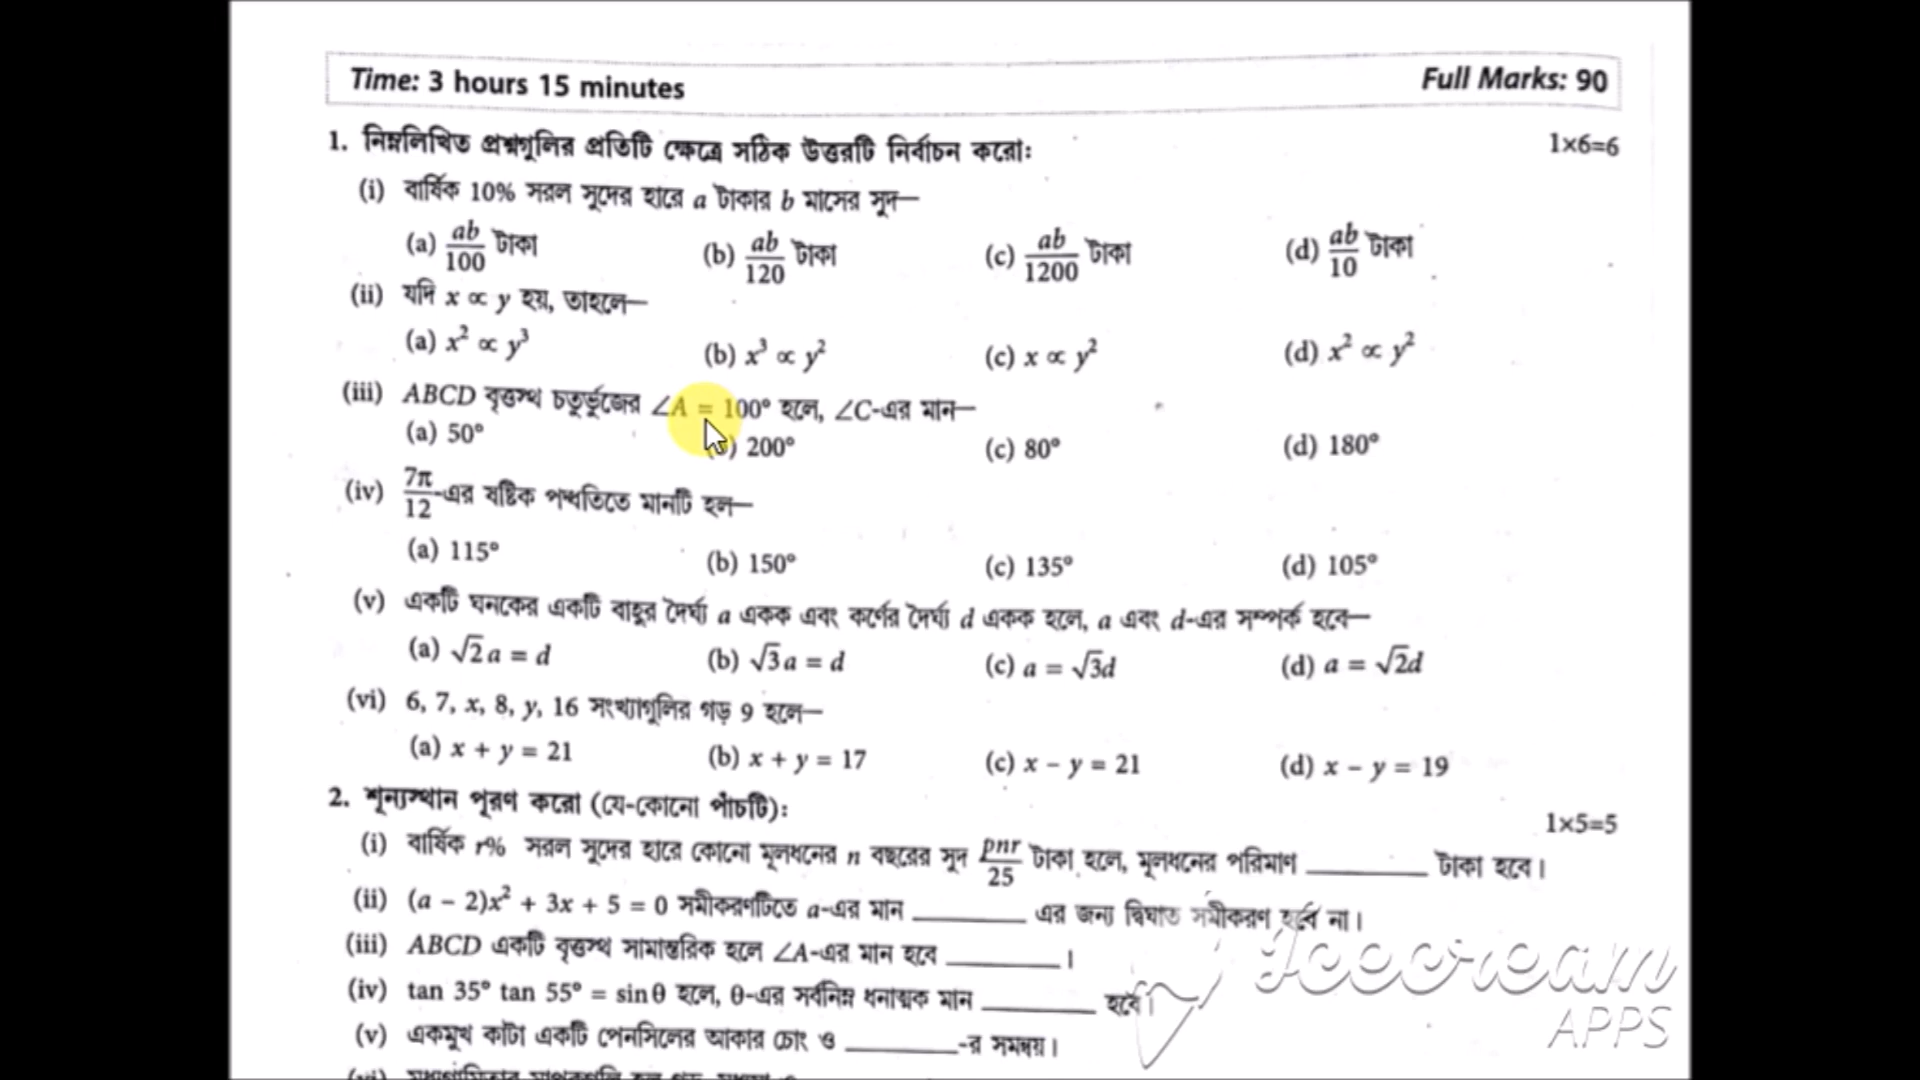 Time: 3 hours 15 minutes Full Marks: 90
1. নিম্নলিখিত প্রশ্নগুলির প্রতিটি ক্ষেত্রে সঠিক উত্তরটি নির্বাচন করো: 1×6=6
(i) বার্ষিক 10% সরল সুদের হারে a টাকার b মাসের সুদ—
(a) ab/100 টাকা (b) ab/120 টাকা (c) ab/1200 টাকা (d) ab/10 টাকা
(ii) যদি x ∝ y হয়, তাহলে—
(a) x² ∝ y³ (b) x³ ∝ y² (c) x ∝ y² (d) x² ∝ y²
(iii) ABCD বৃত্তস্থ চতুর্ভুজের ∠A = 100° হলে, ∠C-এর মান—
(a) 50° (b) 200° (c) 80° (d) 180°
(iv) 7π/12-এর ষষ্টিক পদ্ধতিতে মানটি হল—
(a) 115° (b) 150° (c) 135° (d) 105°
(v) একটি ঘনকের একটি বাহুর দৈর্ঘ্য a একক এবং কর্ণের দৈর্ঘ্য d একক হলে, a এবং d-এর সম্পর্ক হবে—
(a) √2a = d (b) √3a = d (c) a = √3d (d) a = √2d
(vi) 6, 7, x, 8, y, 16 সংখ্যাগুলির গড় 9 হলে—
(a) x + y = 21 (b) x + y = 17 (c) x − y = 21 (d) x − y = 19
2. শূন্যস্থান পূরণ করো (যে-কোনো পাঁচটি): 1×5=5
(i) বার্ষিক r% সরল সুদের হারে কোনো মূলধনের n বছরের সুদ pnr/25 টাকা হলে, মূলধনের পরিমাণ ________ টাকা হবে।
(ii) (a − 2)x² + 3x + 5 = 0 সমীকরণটিতে a-এর মান ________ এর জন্য দ্বিঘাত সমীকরণ হবে না।
(iii) ABCD একটি বৃত্তস্থ সামান্তরিক হলে ∠A-এর মান হবে ________।
(iv) tan 35° tan 55° = sinθ হলে, θ-এর সর্বনিম্ন ধনাত্মক মান ________ হবে।
(v) একমুখ কাটা একটি পেনসিলের আকার চোং ও ________-র সমন্বয়।
Icecream
APPS